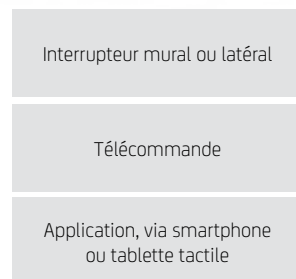 Interrupteur mural ou latéral
Télécommande
Application, via smartphone
ou tablette tactile